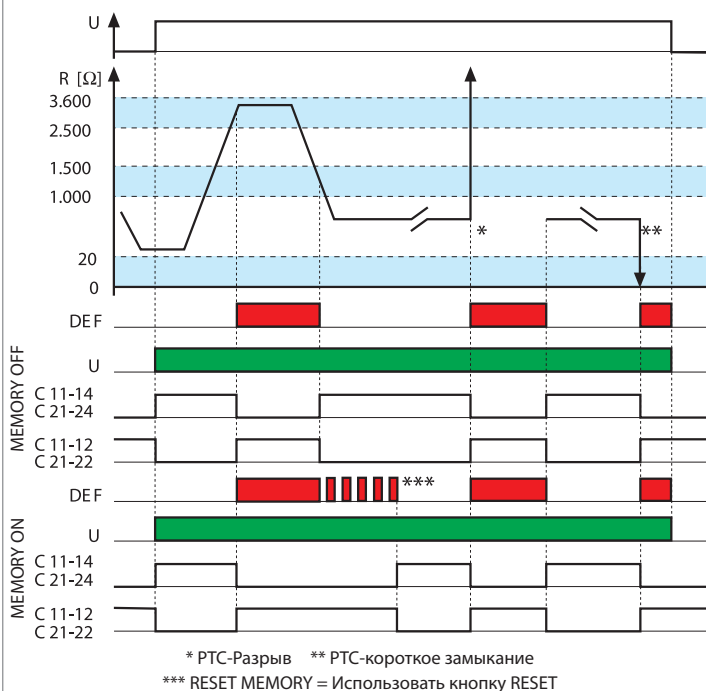 U
R [Ω]
3.600
2.500
1.500
1.000
*
**
20
0
DEF
U
MEMORY OFF
C 11-14
C 21-24
C 11-12
C 21-22
DEF
***
U
MEMORY ON
C 11-14
C 21-24
C 11-12
C 21-22
* PTC-Разрыв ** PTC-короткое замыкание
*** RESET MEMORY = Использовать кнопку RESET